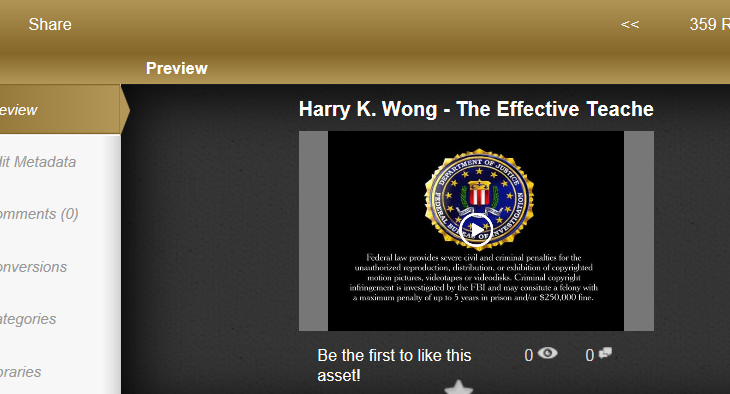 Share
<<
359 R
Preview
eview
Harry K. Wong - The Effective Teache
DEPARTMENT OF JUSTICE
FEDERAL BUREAU OF INVESTIGATION
dit Metadata
omments (0)
onversions
ategories
braries
Federal law provides severe civil and criminal penalties for the
unauthorized reproduction, distribution, or exhibition of copyrighted
motion pictures, videotapes or videodisks. Criminal copyright
infringement is investigated by the FBI and may consitute a felony with
a maximum penalty of up to 5 years in prison and/or $250,000 fine.
Be the first to like this
asset!
0
0